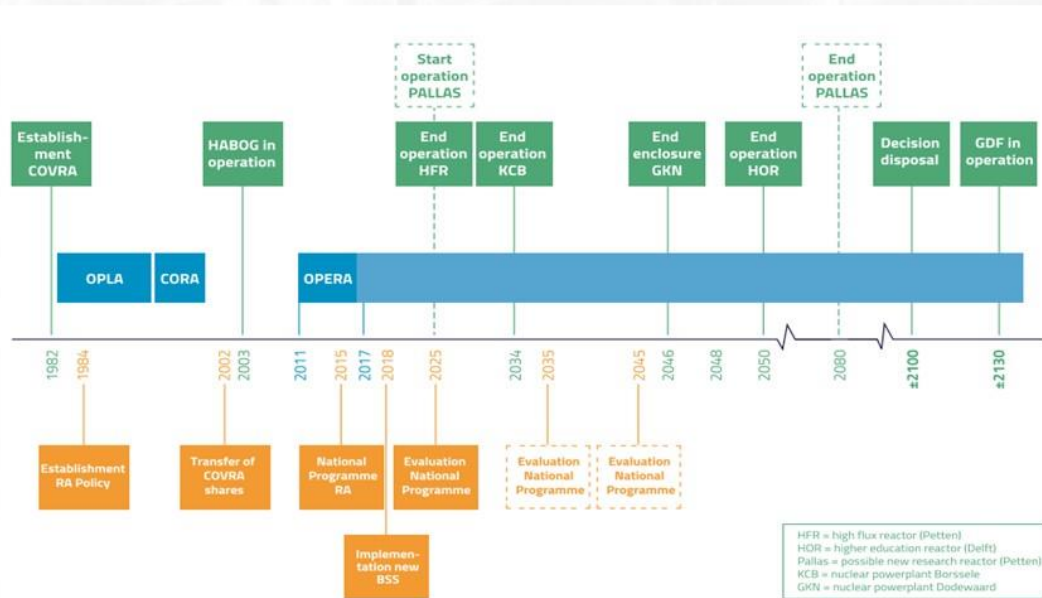 Start
operation
PALLAS
End
operation
PALLAS
Establish-
ment
COVRA
HABOG in
operation
End
operation
HFR
End
operation
KCB
End
enclosure
GKN
End
operation
HOR
Decision
disposal
GDF in
operation
OPLA
CORA
OPERA
1982
1984
2002
2003
2011
2015
2017
2018
2025
2034
2035
2045
2046
2048
2050
2080
±2100
±2130
Establishment
RA Policy
Transfer of
COVRA
shares
National
Programme
RA
Evaluation
National
Programme
Evaluation
National
Programme
Evaluation
National
Programme
Implemen-
tation new
BSS
HFR = high flux reactor (Petten)
HOR = higher education reactor (Delft)
Pallas = possible new research reactor (Petten)
KCB = nuclear powerplant Borssele
GKN = nuclear powerplant Dodewaard